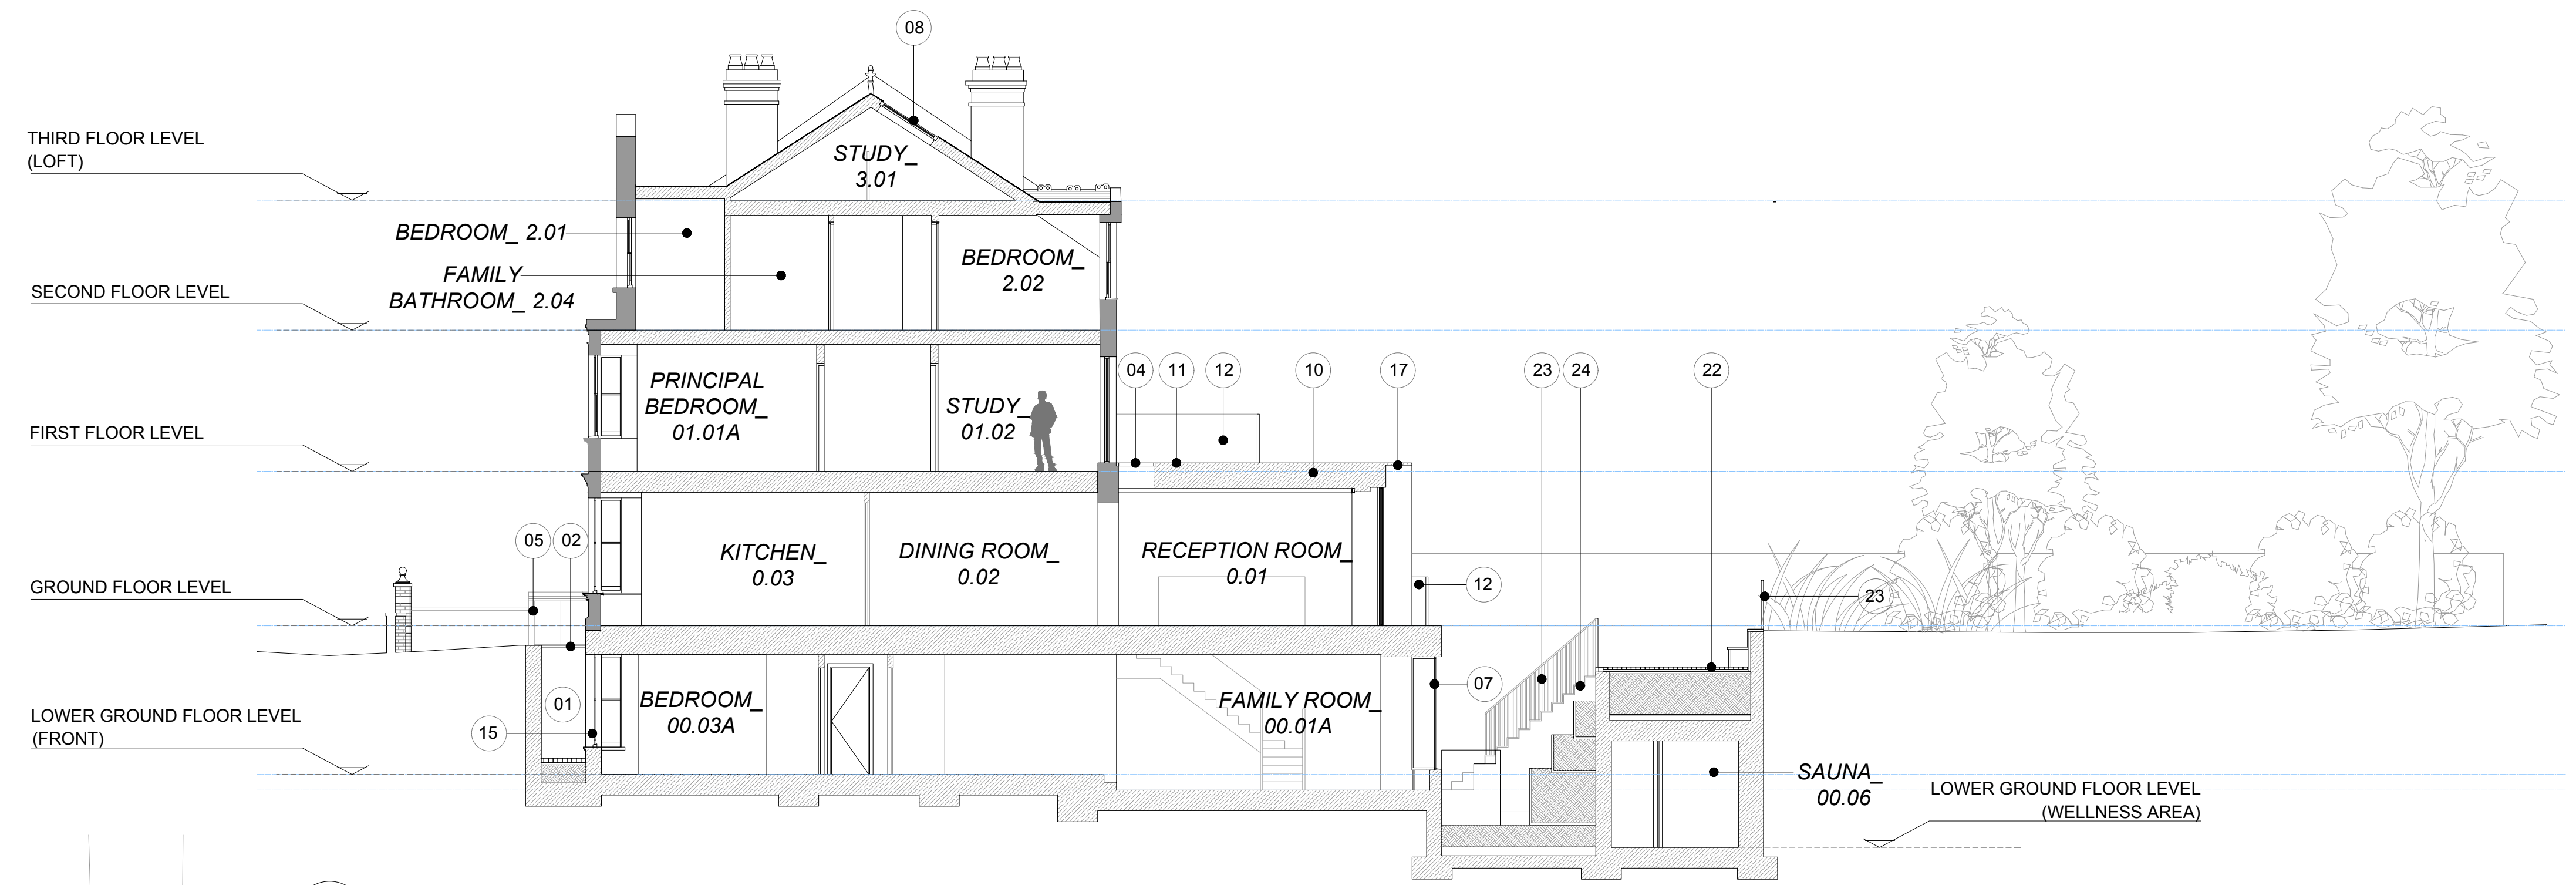 08
THIRD FLOOR LEVEL
(LOFT)
STUDY_
3.01
BEDROOM_ 2.01
FAMILY
BATHROOM_ 2.04
BEDROOM_
2.02
SECOND FLOOR LEVEL
PRINCIPAL
BEDROOM_
01.01A
STUDY_
01.02
04
11
12
10
17
23
24
22
FIRST FLOOR LEVEL
05
02
KITCHEN_
0.03
DINING ROOM_
0.02
RECEPTION ROOM_
0.01
12
23
GROUND FLOOR LEVEL
01
15
BEDROOM_
00.03A
FAMILY ROOM_
00.01A
07
LOWER GROUND FLOOR LEVEL
(FRONT)
SAUNA_
00.06
LOWER GROUND FLOOR LEVEL
(WELLNESS AREA)